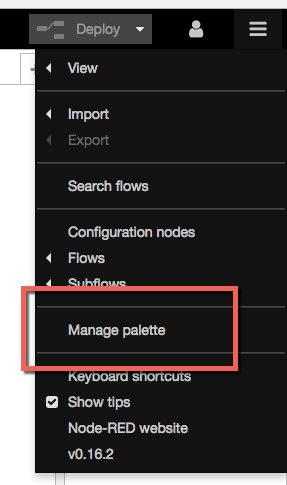 Deploy
View
Import
Export
Search flows
Configuration nodes
Flows
Subflows
Manage palette
Keyboard shortcuts
Show tips
Node-RED website
v0.16.2